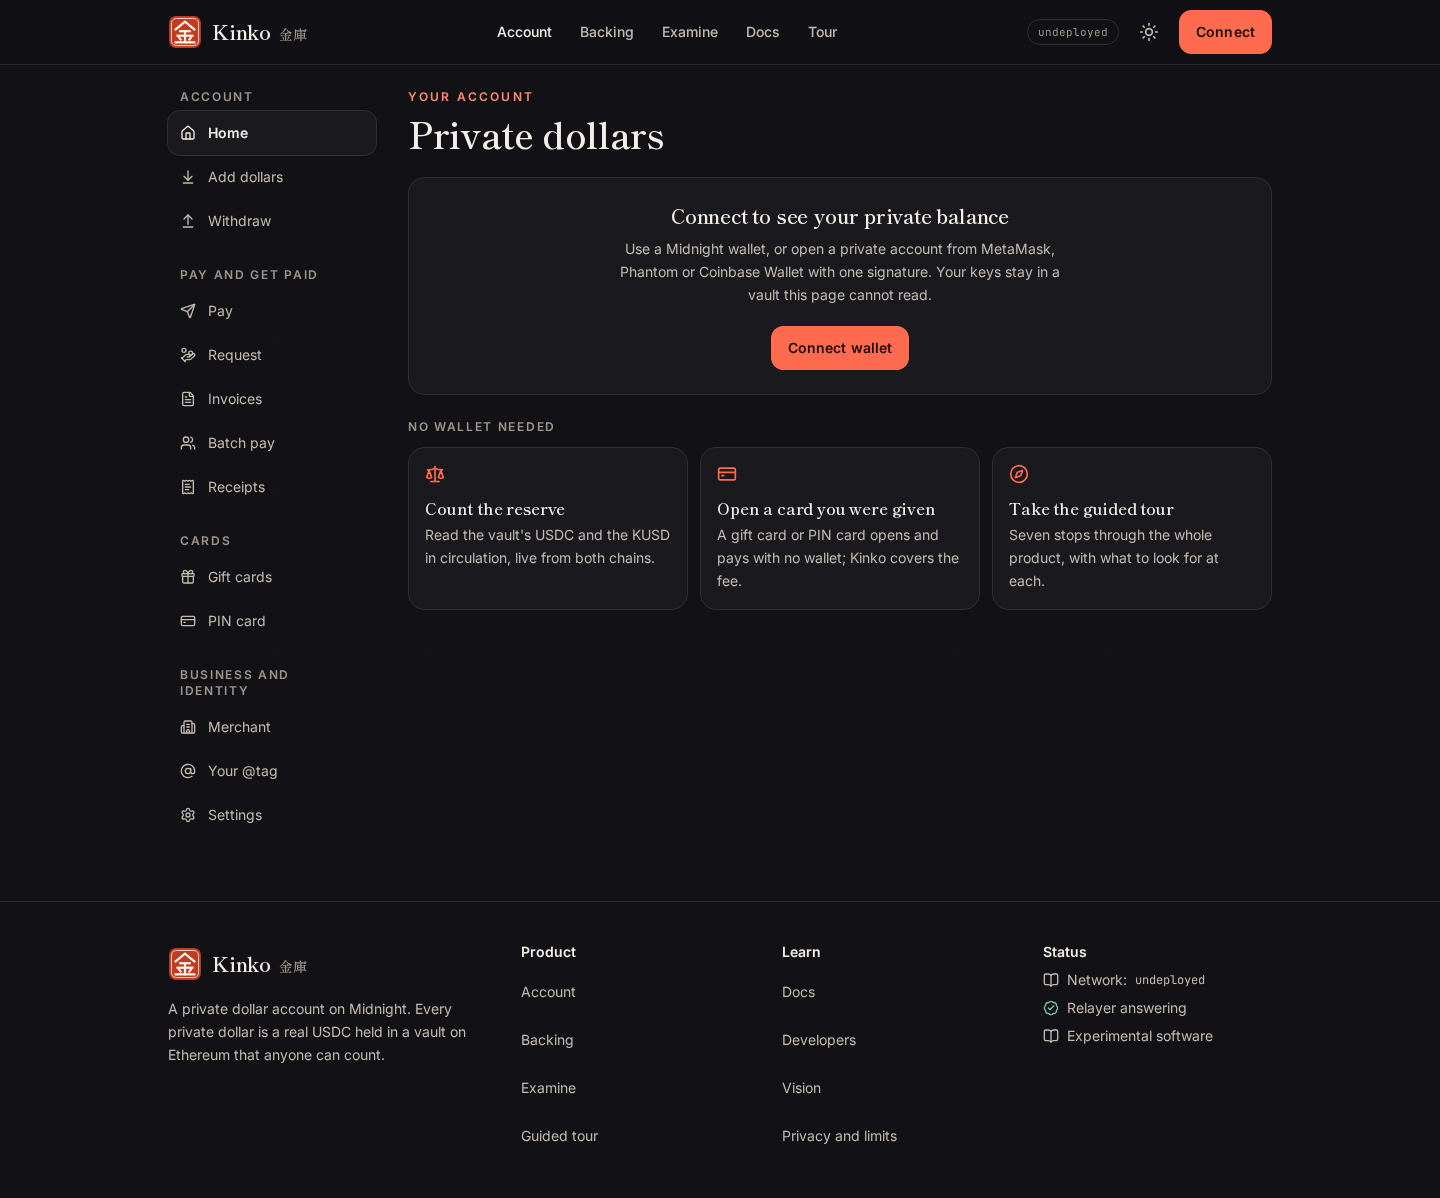 金 Kinko 金庫
Account Backing Examine Docs Tour
undeployed
Connect
ACCOUNT
Home
Add dollars
Withdraw
PAY AND GET PAID
Pay
Request
Invoices
Batch pay
Receipts
CARDS
Gift cards
PIN card
BUSINESS AND
IDENTITY
Merchant
Your @tag
Settings
YOUR ACCOUNT
Private dollars
Connect to see your private balance
Use a Midnight wallet, or open a private account from MetaMask,
Phantom or Coinbase Wallet with one signature. Your keys stay in a
vault this page cannot read.
Connect wallet
NO WALLET NEEDED
Count the reserve
Read the vault's USDC and the KUSD
in circulation, live from both chains.
Open a card you were given
A gift card or PIN card opens and
pays with no wallet; Kinko covers the
fee.
Take the guided tour
Seven stops through the whole
product, with what to look for at
each.
金 Kinko 金庫
A private dollar account on Midnight. Every
private dollar is a real USDC held in a vault on
Ethereum that anyone can count.
Product
Account
Backing
Examine
Guided tour
Learn
Docs
Developers
Vision
Privacy and limits
Status
Network: undeployed
Relayer answering
Experimental software